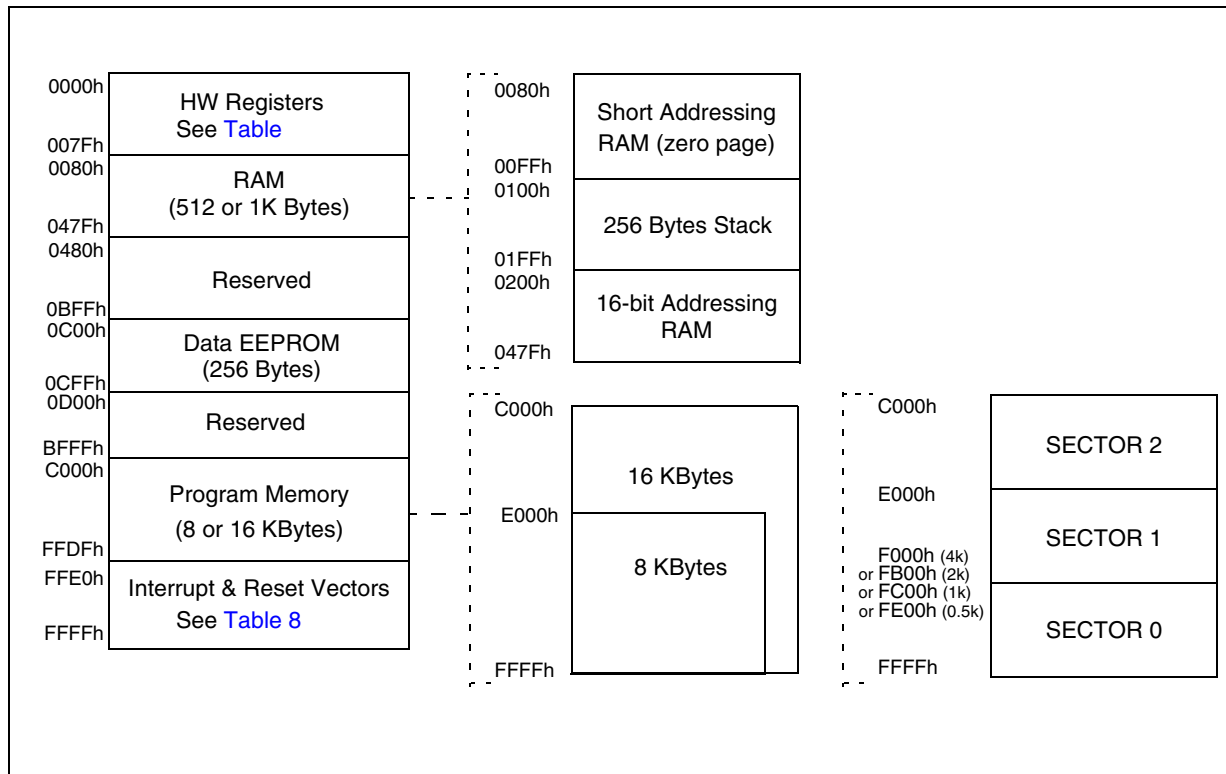 0000h
HW Registers
See Table
007Fh
0080h
RAM
(512 or 1K Bytes)
047Fh
0480h
Reserved
0BFFh
0C00h
Data EEPROM
(256 Bytes)
0CFFh
0D00h
Reserved
BFFFh
C000h
Program Memory
(8 or 16 KBytes)
FFDFh
FFE0h
Interrupt & Reset Vectors
See Table 8
FFFFh
0080h
Short Addressing
RAM (zero page)
00FFh
0100h
256 Bytes Stack
01FFh
0200h
16-bit Addressing
RAM
047Fh
C000h
16 KBytes
E000h
8 KBytes
FFFFh
C000h
SECTOR 2
E000h
SECTOR 1
F000h (4k)
or FB00h (2k)
or FC00h (1k)
or FE00h (0.5k)
SECTOR 0
FFFFh